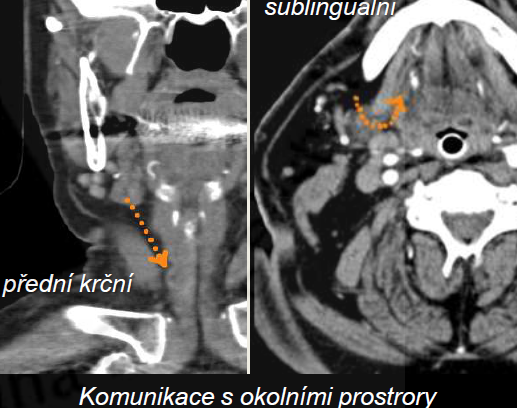 sublinguální
přední krční
Komunikace s okolními prostrory